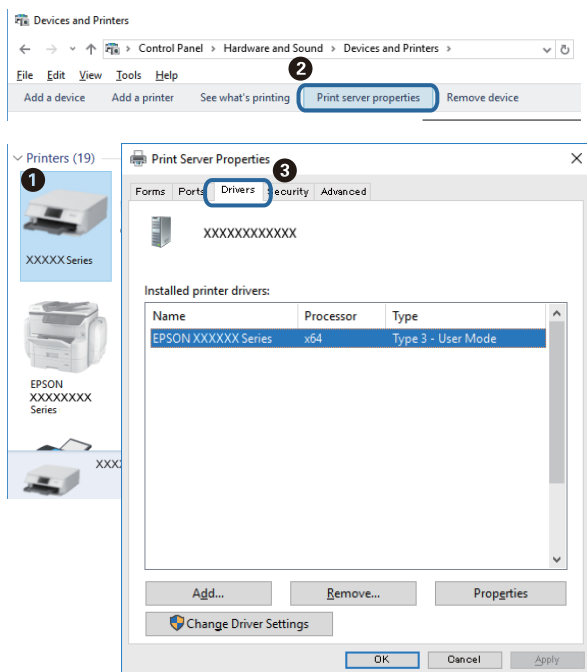 Devices and Printers
Control Panel > Hardware and Sound > Devices and Printers >
File Edit View Tools Help
2
Add a device Add a printer See what's printing Print server properties Remove device
Printers (19)
1
XXXXX Series
EPSON
XXXXXXXX
Series
XXX
Print Server Properties
3
Forms Ports Drivers Security Advanced
XXXXXXXXXXXX
Installed printer drivers:
Name Processor Type
EPSON XXXXXX Series x64 Type 3 - User Mode
Add... Remove... Properties
Change Driver Settings
OK Cancel Apply